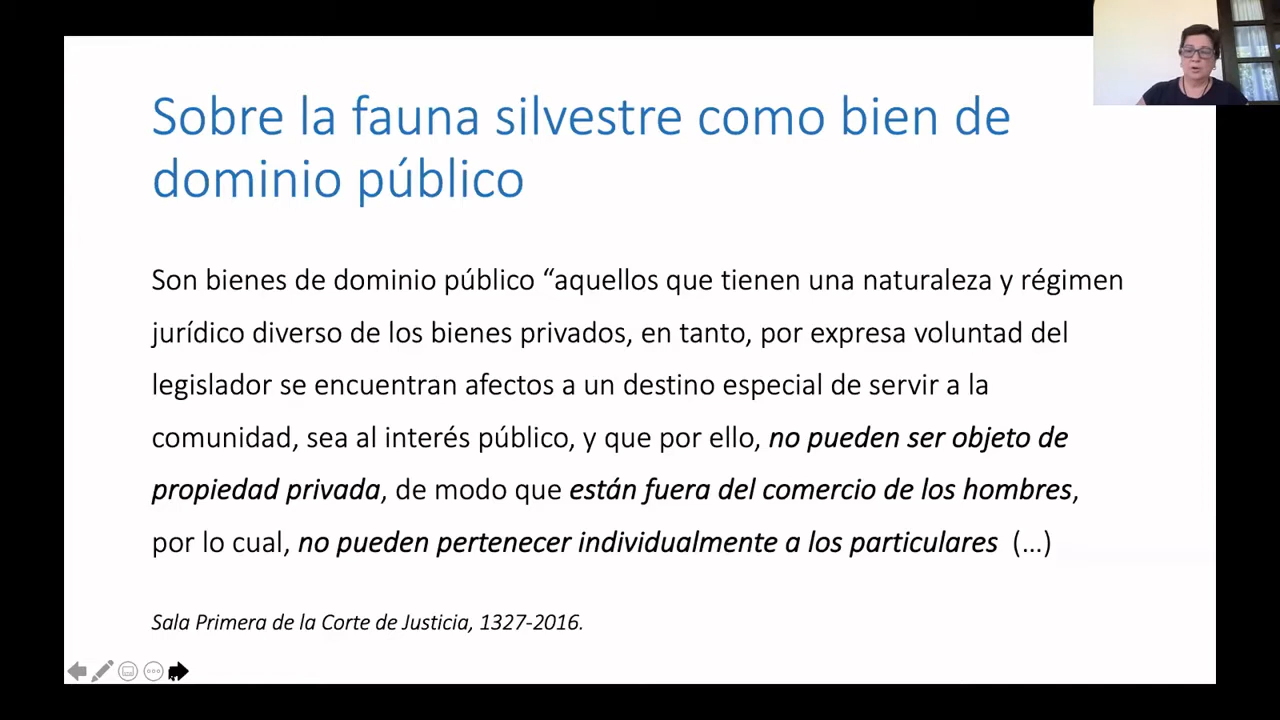 Sobre la fauna silvestre como bien de
dominio público
Son bienes de dominio público “aquellos que tienen una naturaleza y régimen
jurídico diverso de los bienes privados, en tanto, por expresa voluntad del
legislador se encuentran afectos a un destino especial de servir a la
comunidad, sea al interés público, y que por ello, no pueden ser objeto de
propiedad privada, de modo que están fuera del comercio de los hombres,
por lo cual, no pueden pertenecer individualmente a los particulares (...)
Sala Primera de la Corte de Justicia, 1327-2016.